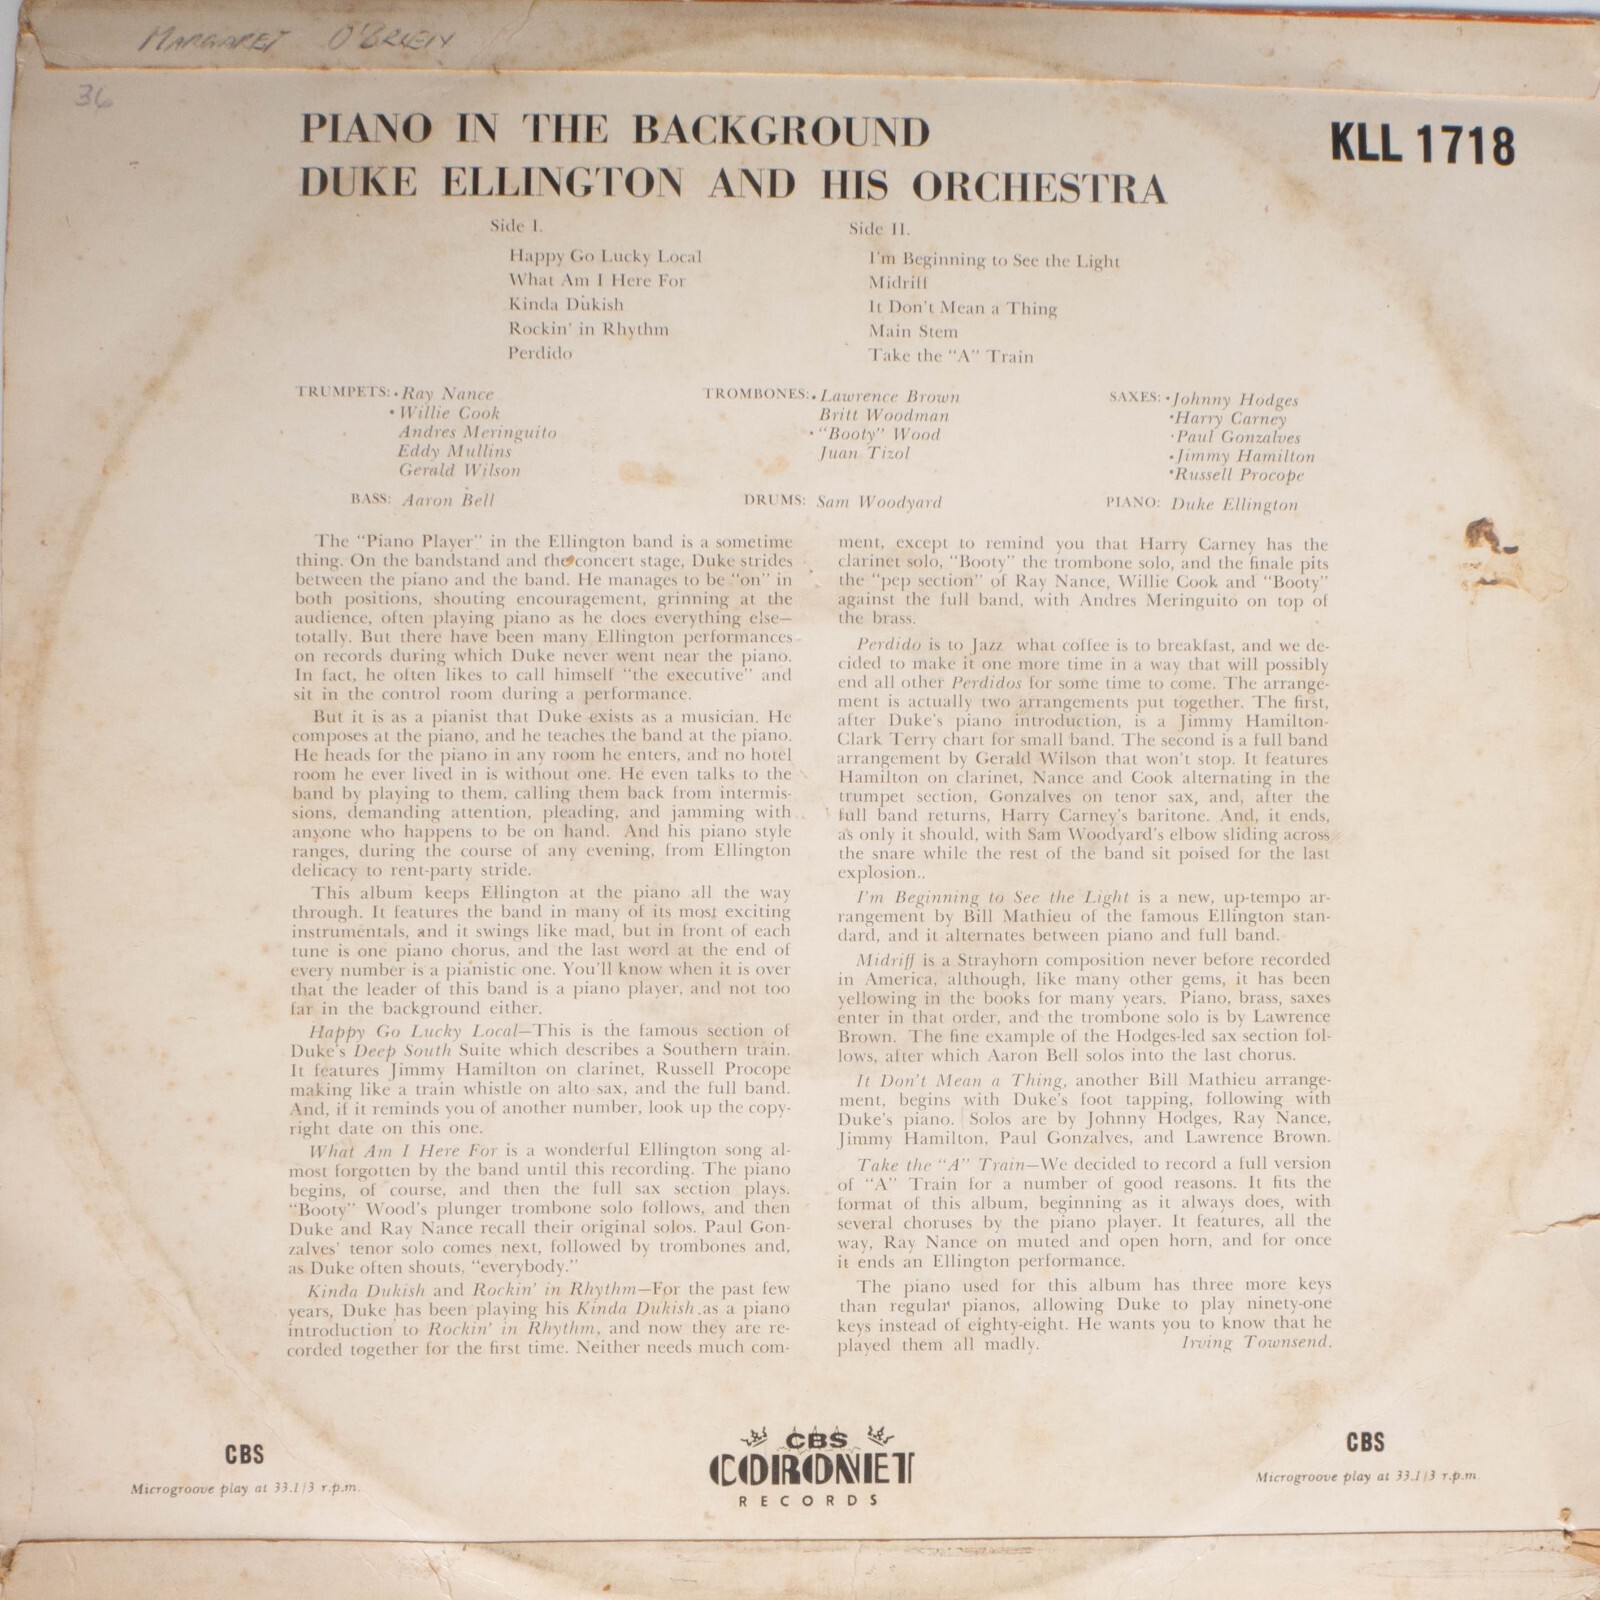 MARGARET O'BRIEN
36
PIANO IN THE BACKGROUND
KLL 1718
DUKE ELLINGTON AND HIS ORCHESTRA
Side I.
Happy Go Lucky Local
What Am I Here For
Kinda Dukish
Rockin' in Rhythm
Perdido
Side II.
I'm Beginning to See the Light
Midriff
It Don't Mean a Thing
Main Stem
Take the "A" Train
TRUMPETS: • Ray Nance
• Willie Cook
Andres Meringuito
Eddy Mullins
Gerald Wilson
TROMBONES: • Lawrence Brown
Britt Woodman
• "Booty" Wood
Juan Tizol
SAXES: • Johnny Hodges
• Harry Carney
• Paul Gonzalves
• Jimmy Hamilton
• Russell Procope
BASS: Aaron Bell
DRUMS: Sam Woodyard
PIANO: Duke Ellington
The "Piano Player" in the Ellington band is a sometime
thing. On the bandstand and the concert stage, Duke strides
between the piano and the band. He manages to be "on" in
both positions, shouting encouragement, grinning at the
audience, often playing piano as he does everything else—
totally. But there have been many Ellington performances
on records during which Duke never went near the piano.
In fact, he often likes to call himself "the executive" and
sit in the control room during a performance.
But it is as a pianist that Duke exists as a musician. He
composes at the piano, and he teaches the band at the piano.
He heads for the piano in any room he enters, and no hotel
room he ever lived in is without one. He even talks to the
band by playing to them, calling them back from intermis-
sions, demanding attention, pleading, and jamming with
anyone who happens to be on hand. And his piano style
ranges, during the course of any evening, from Ellington
delicacy to rent-party stride.
This album keeps Ellington at the piano all the way
through. It features the band in many of its most exciting
instrumentals, and it swings like mad, but in front of each
tune is one piano chorus, and the last word at the end of
every number is a pianistic one. You'll know when it is over
that the leader of this band is a piano player, and not too
far in the background either.
Happy Go Lucky Local—This is the famous section of
Duke's Deep South Suite which describes a Southern train.
It features Jimmy Hamilton on clarinet, Russell Procope
making like a train whistle on alto sax, and the full band.
And, if it reminds you of another number, look up the copy-
right date on this one.
What Am I Here For is a wonderful Ellington song al-
most forgotten by the band until this recording. The piano
begins, of course, and then the full sax section plays.
"Booty" Wood's plunger trombone solo follows, and then
Duke and Ray Nance recall their original solos. Paul Gon-
zalves' tenor solo comes next, followed by trombones and,
as Duke often shouts, "everybody."
Kinda Dukish and Rockin' in Rhythm—For the past few
years, Duke has been playing his Kinda Dukish as a piano
introduction to Rockin' in Rhythm, and now they are re-
corded together for the first time. Neither needs much com-
ment, except to remind you that Harry Carney has the
clarinet solo, "Booty" the trombone solo, and the finale pits
the "pep section" of Ray Nance, Willie Cook and "Booty"
against the full band, with Andres Meringuito on top of
the brass.
Perdido is to Jazz what coffee is to breakfast, and we de-
cided to make it one more time in a way that will possibly
end all other Perdidos for some time to come. The arrange-
ment is actually two arrangements put together. The first,
after Duke's piano introduction, is a Jimmy Hamilton-
Clark Terry chart for small band. The second is a full band
arrangement by Gerald Wilson that won't stop. It features
Hamilton on clarinet, Nance and Cook alternating in the
trumpet section, Gonzalves on tenor sax, and, after the
full band returns, Harry Carney's baritone. And, it ends,
as only it should, with Sam Woodyard's elbow sliding across
the snare while the rest of the band sit poised for the last
explosion..
I'm Beginning to See the Light is a new, up-tempo ar-
rangement by Bill Mathieu of the famous Ellington stan-
dard, and it alternates between piano and full band.
Midriff is a Strayhorn composition never before recorded
in America, although, like many other gems, it has been
yellowing in the books for many years. Piano, brass, saxes
enter in that order, and the trombone solo is by Lawrence
Brown. The fine example of the Hodges-led sax section fol-
lows, after which Aaron Bell solos into the last chorus.
It Don't Mean a Thing, another Bill Mathieu arrange-
ment, begins with Duke's foot tapping, following with
Duke's piano. Solos are by Johnny Hodges, Ray Nance,
Jimmy Hamilton, Paul Gonzalves, and Lawrence Brown.
Take the "A" Train—We decided to record a full version
of "A" Train for a number of good reasons. It fits the
format of this album, beginning as it always does, with
several choruses by the piano player. It features, all the
way, Ray Nance on muted and open horn, and for once
it ends an Ellington performance.
The piano used for this album has three more keys
than regular pianos, allowing Duke to play ninety-one
keys instead of eighty-eight. He wants you to know that he
played them all madly. Irving Townsend.
CBS
Microgroove play at 33.1/3 r.p.m.
CBS
CORONET
RECORDS
CBS
Microgroove play at 33.1/3 r.p.m.